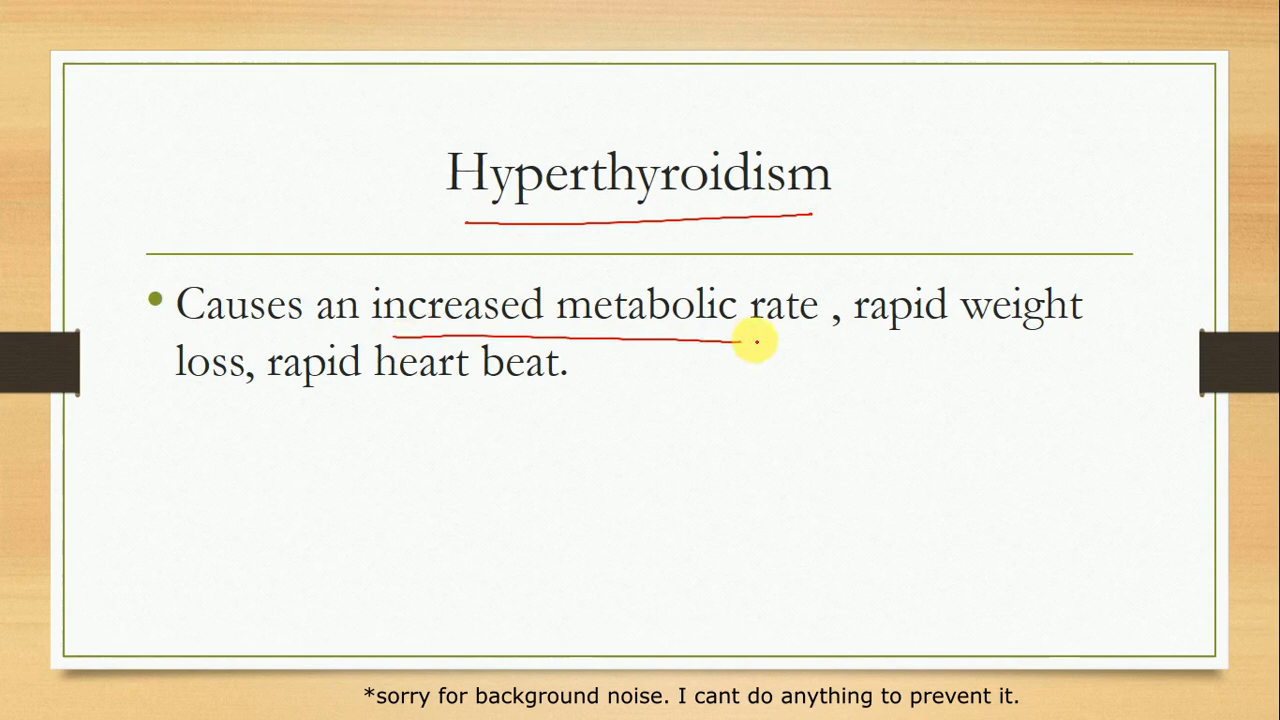 Hyperthyroidism
Causes an increased metabolic rate , rapid weight
loss, rapid heart beat.
*sorry for background noise. I cant do anything to prevent it.